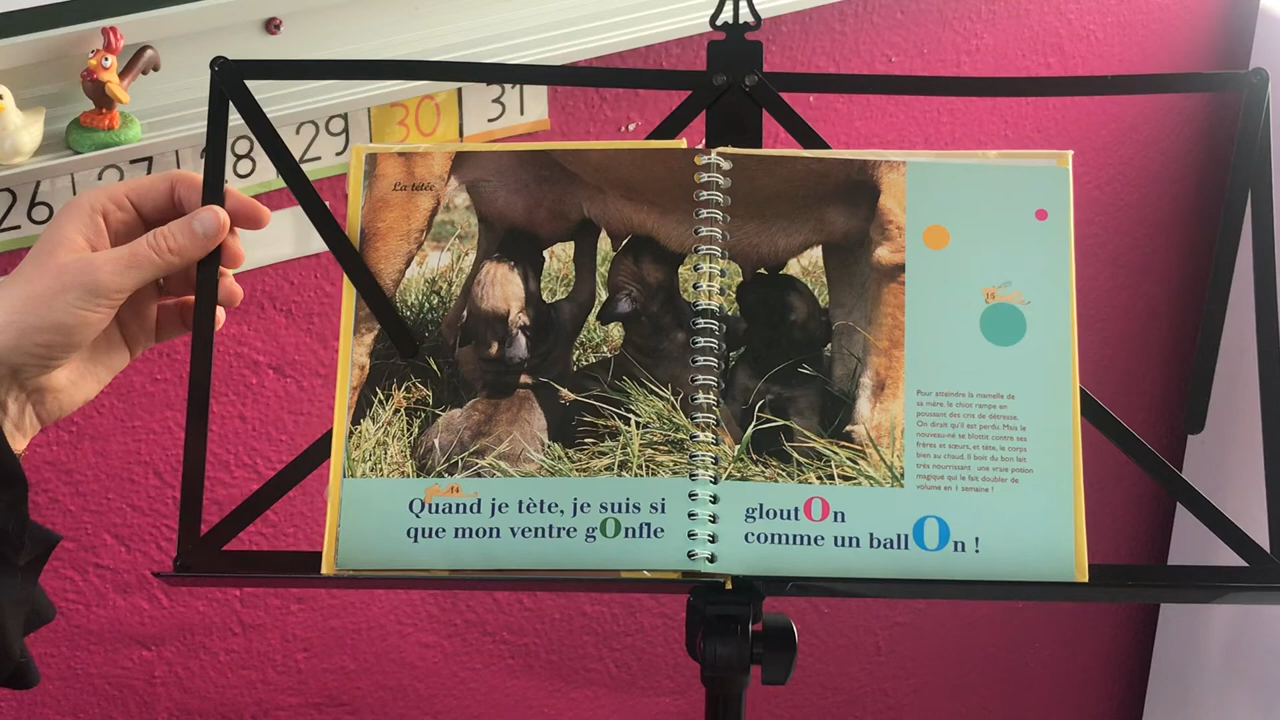 26 27 28 29 30 31
La tétée
14
Quand je tète, je suis si
que mon ventre gOnfle
gloutOn
comme un ballOn !
15
Pour atteindre la mamelle de
sa mère, le chiot rampe en
poussant des cris de détresse.
On dirait qu'il est perdu. Mais le
nouveau-né se blottit contre ses
frères et sœurs, et tète, le corps
bien au chaud. Il boit du bon lait
très nourrissant une vraie potion
magique qui le fait doubler de
volume en 1 semaine !